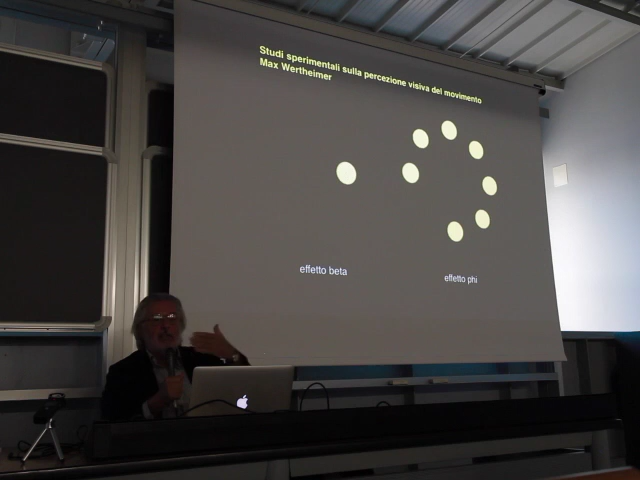 Studi sperimentali sulla percezione visiva del movimento
Max Wertheimer
effetto beta
effetto phi